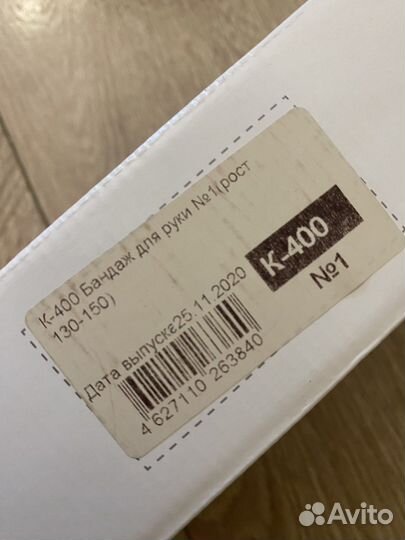 К-400 Бандаж для руки №1(рост
130-150)
К-400
№1
Дата выпуска25.11.2020
4 627110 263840
Avito